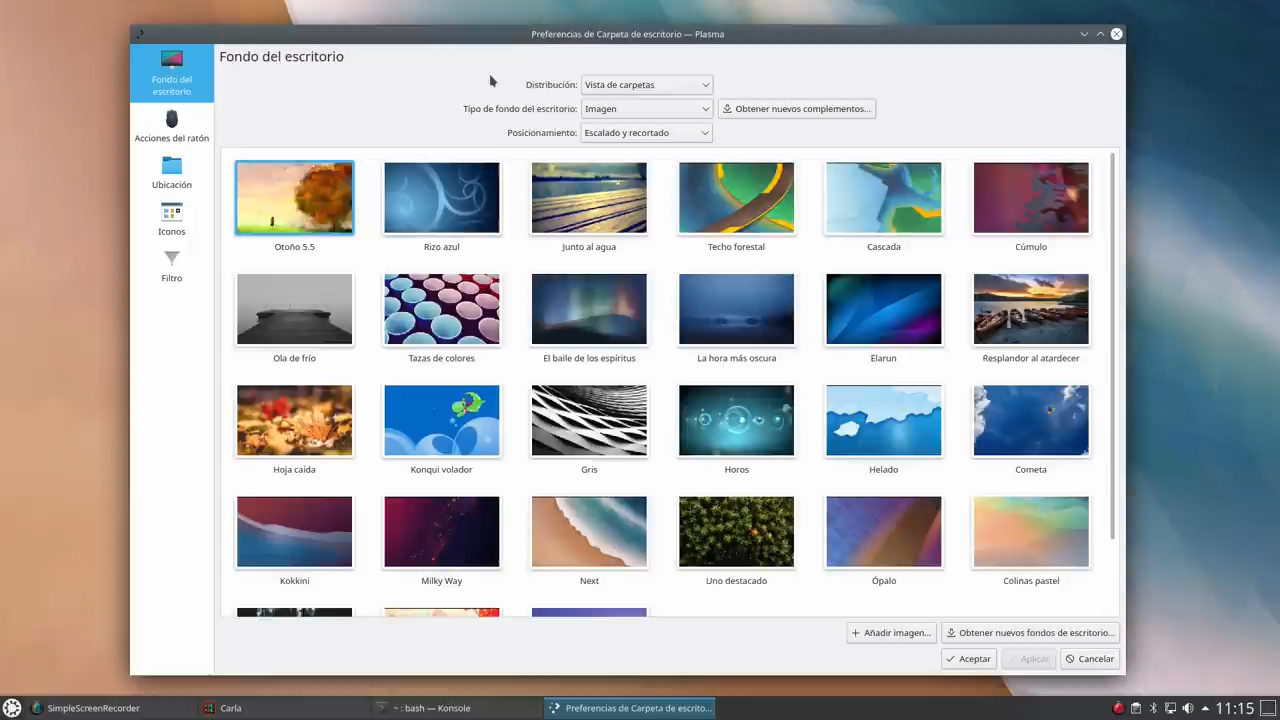 Preferencias de Carpeta de escritorio — Plasma
Fondo del
escritorio
Acciones del ratón
Ubicación
Iconos
Filtro
Fondo del escritorio
Distribución: Vista de carpetas
Tipo de fondo del escritorio: Imagen Obtener nuevos complementos...
Posicionamiento: Escalado y recortado
Otoño 5.5 Rizo azul Junto al agua Techo forestal Cascada Cúmulo
Ola de frío Tazas de colores El baile de los espíritus La hora más oscura Elarun Resplandor al atardecer
Hoja caída Konqui volador Gris Horos Helado Cometa
Kokkini Milky Way Next Uno destacado Ópalo Colinas pastel
Añadir imagen... Obtener nuevos fondos de escritorio...
Aceptar Aplicar Cancelar
SimpleScreenRecorder Carla ~ : bash — Konsole Preferencias de Carpeta de escrito... 11:15